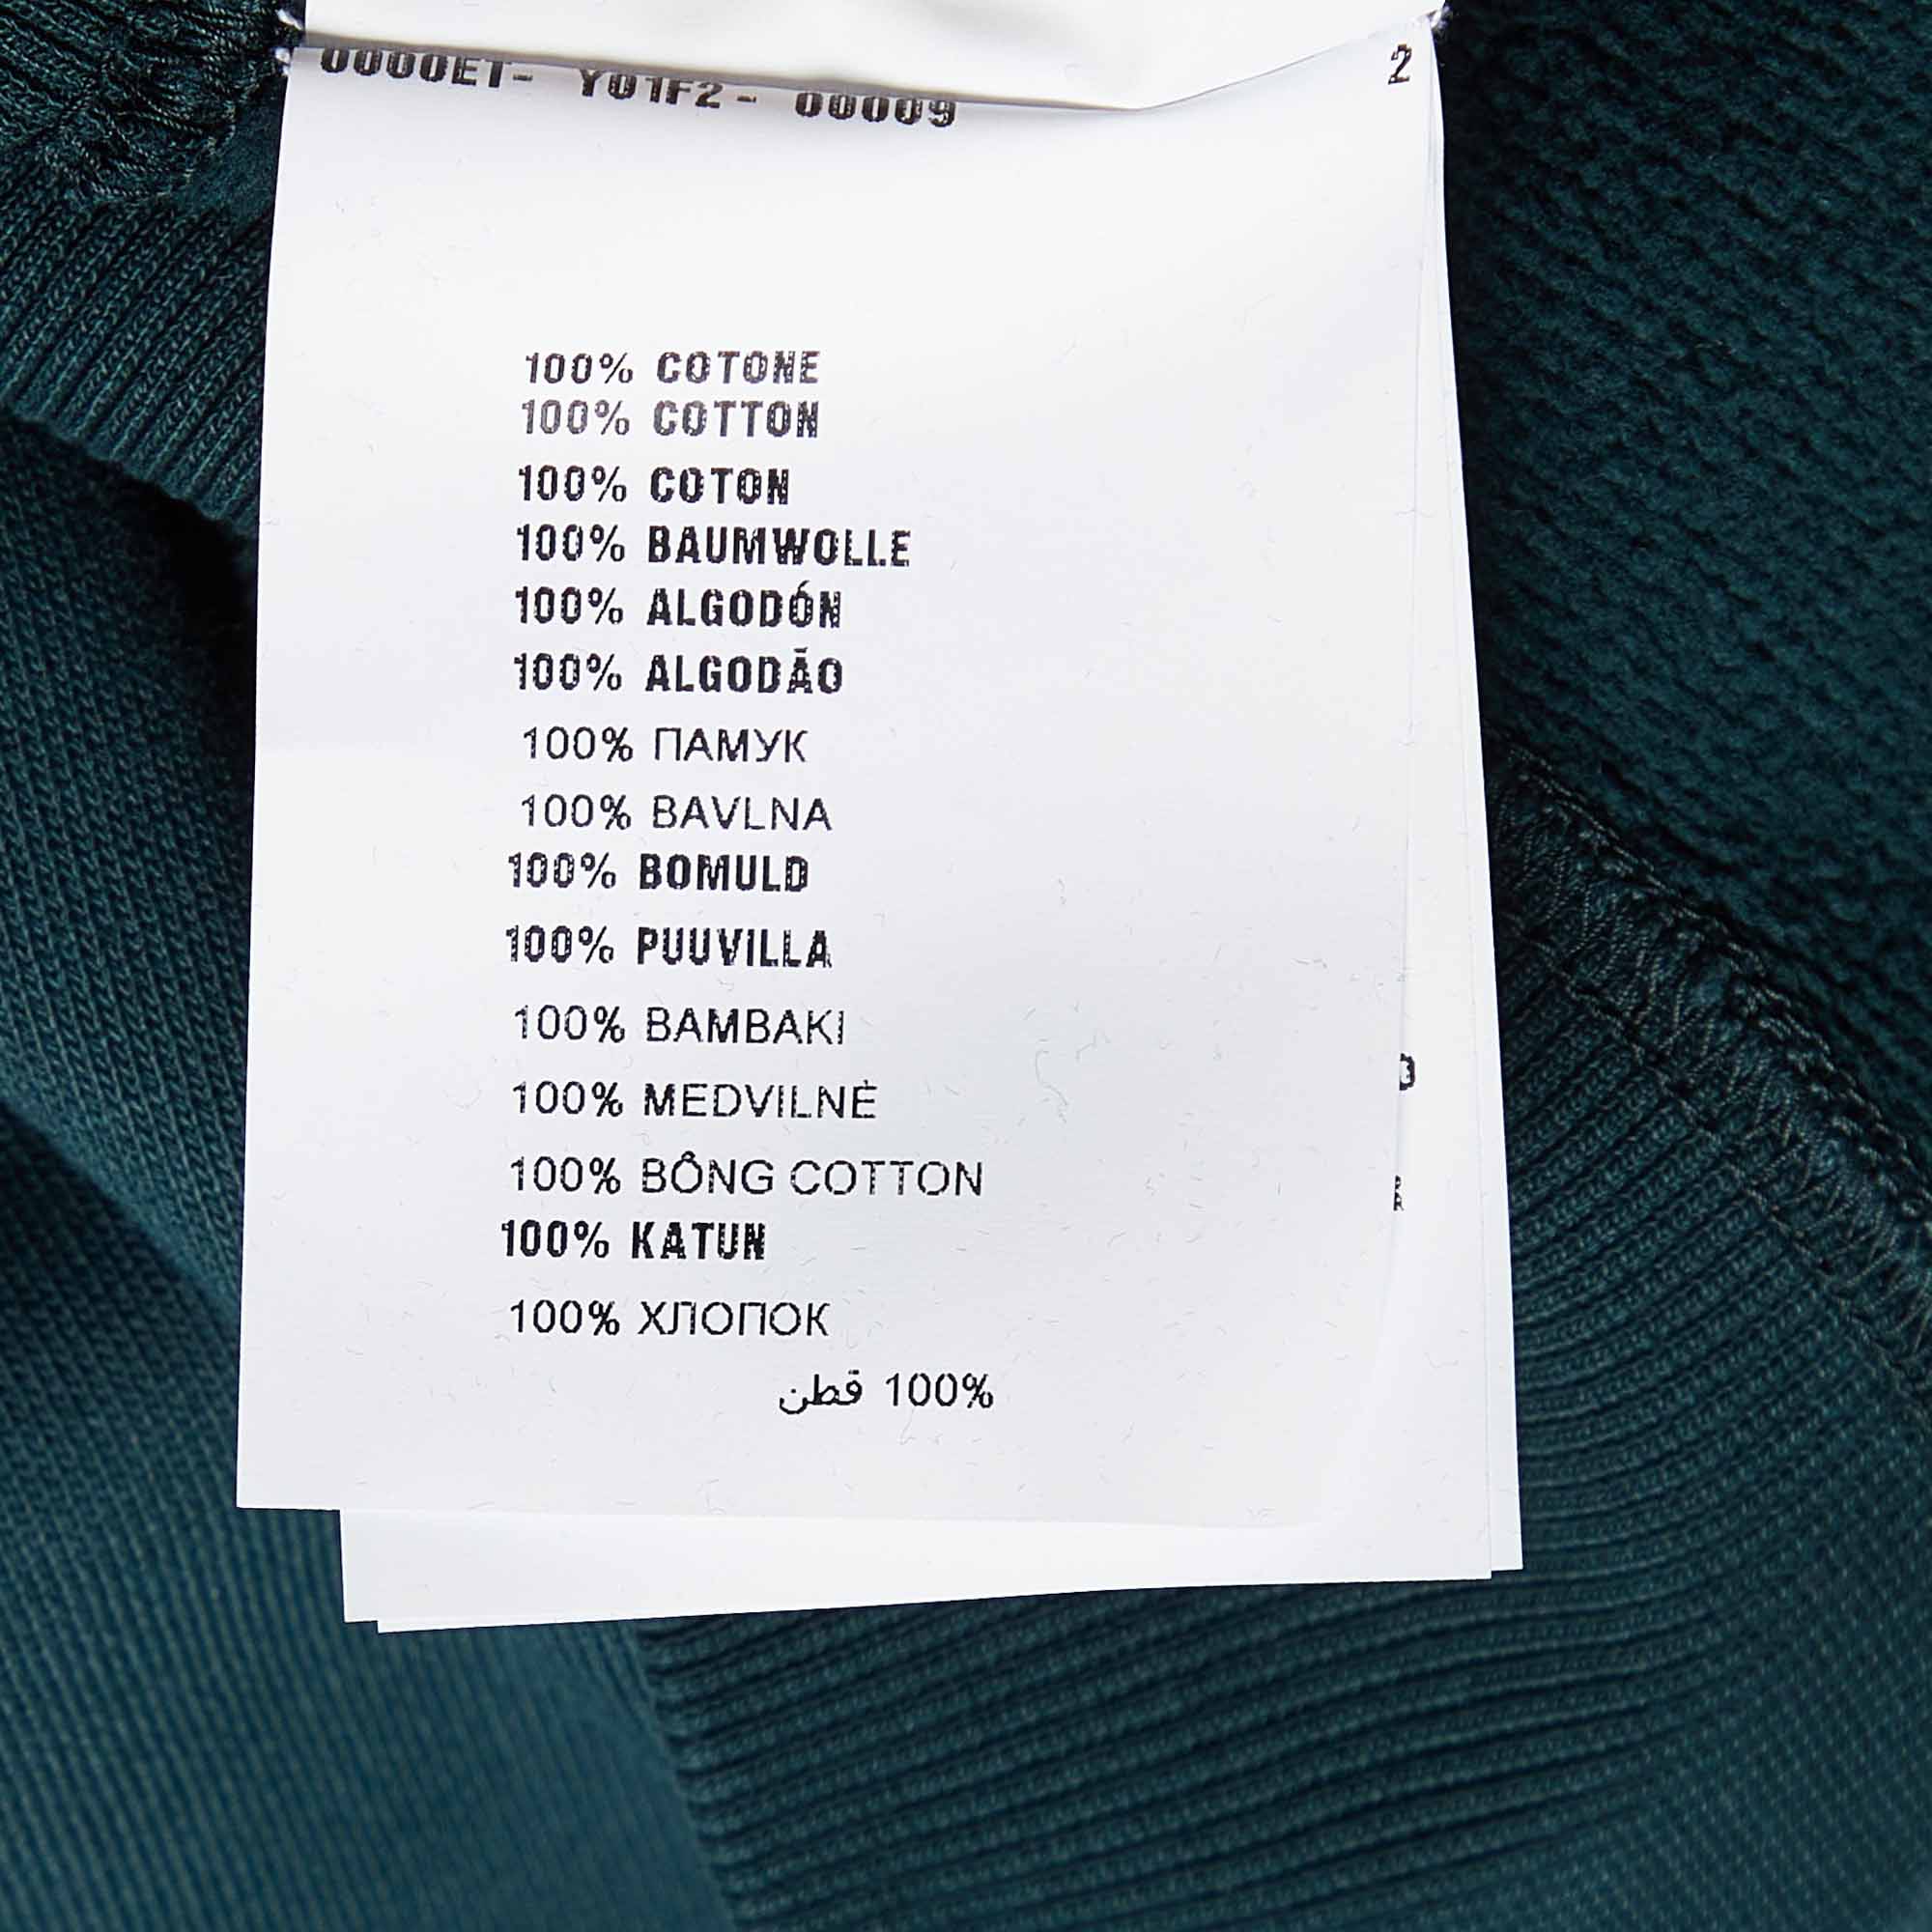 0000ET- Y01F2- 00009
2
100% COTONE
100% COTTON
100% COTON
100% BAUMWOLLE
100% ALGODÓN
100% ALGODÃO
100% ПАМУК
100% BAVLNA
100% BOMULD
100% PUUVILLA
100% BAMBAKI
100% MEDVILNĖ
100% BÔNG COTTON
100% KATUN
100% ХЛОПОК
100% قطن